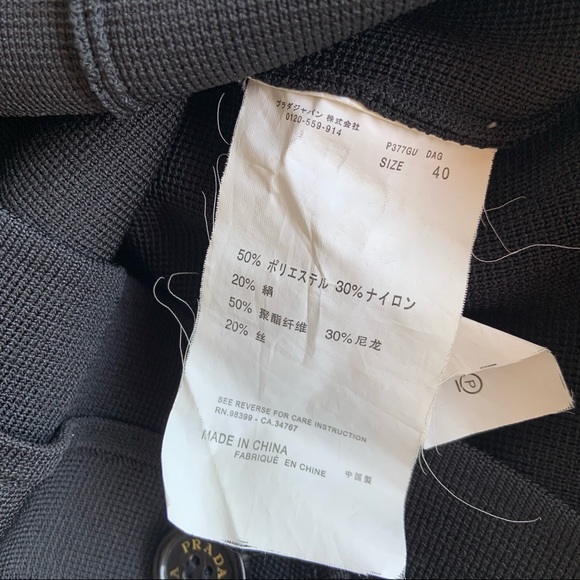 プラダジャパン 株式会社
0120-559-914
P377GU DAG
SIZE 40
50% ポリエステル 30%ナイロン
20% 絹
50% 聚酯纤维 30%尼龙
20% 丝
SEE REVERSE FOR CARE INSTRUCTION
RN.98399 - CA.34767
MADE IN CHINA
FABRIQUÉ EN CHINE 中国製
P
PRADA